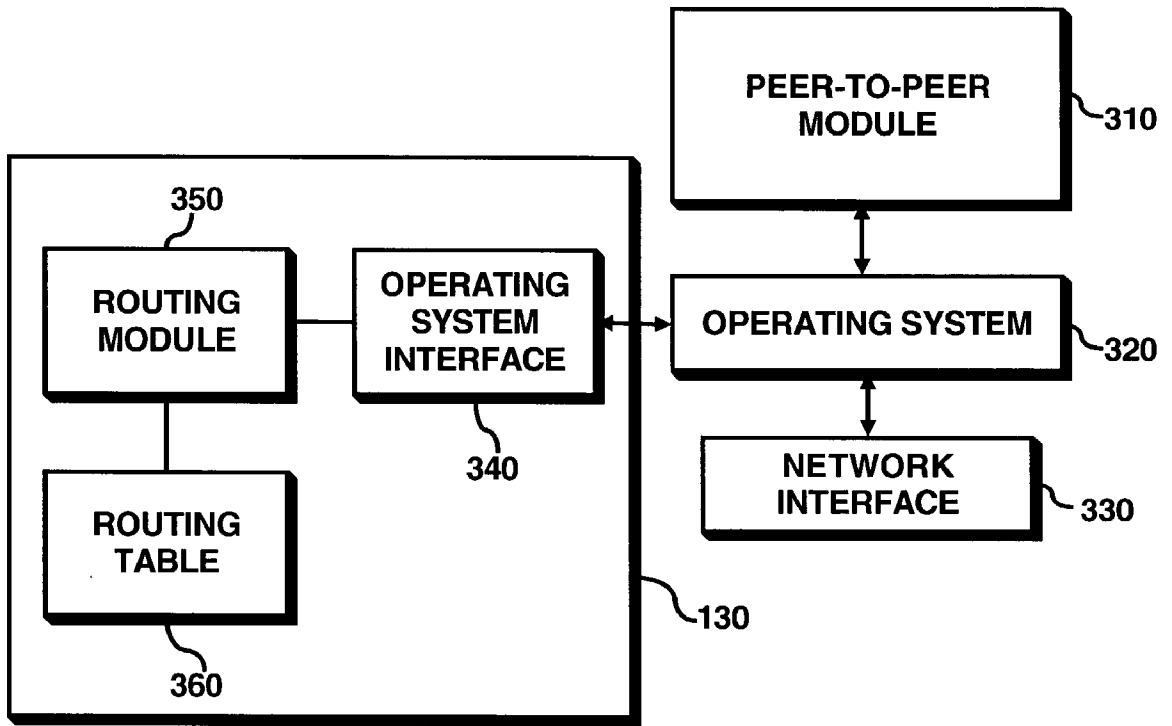 PEER-TO-PEER
MODULE
310
350
ROUTING
MODULE
OPERATING
SYSTEM
INTERFACE
340
OPERATING SYSTEM
320
NETWORK
INTERFACE
330
ROUTING
TABLE
360
130